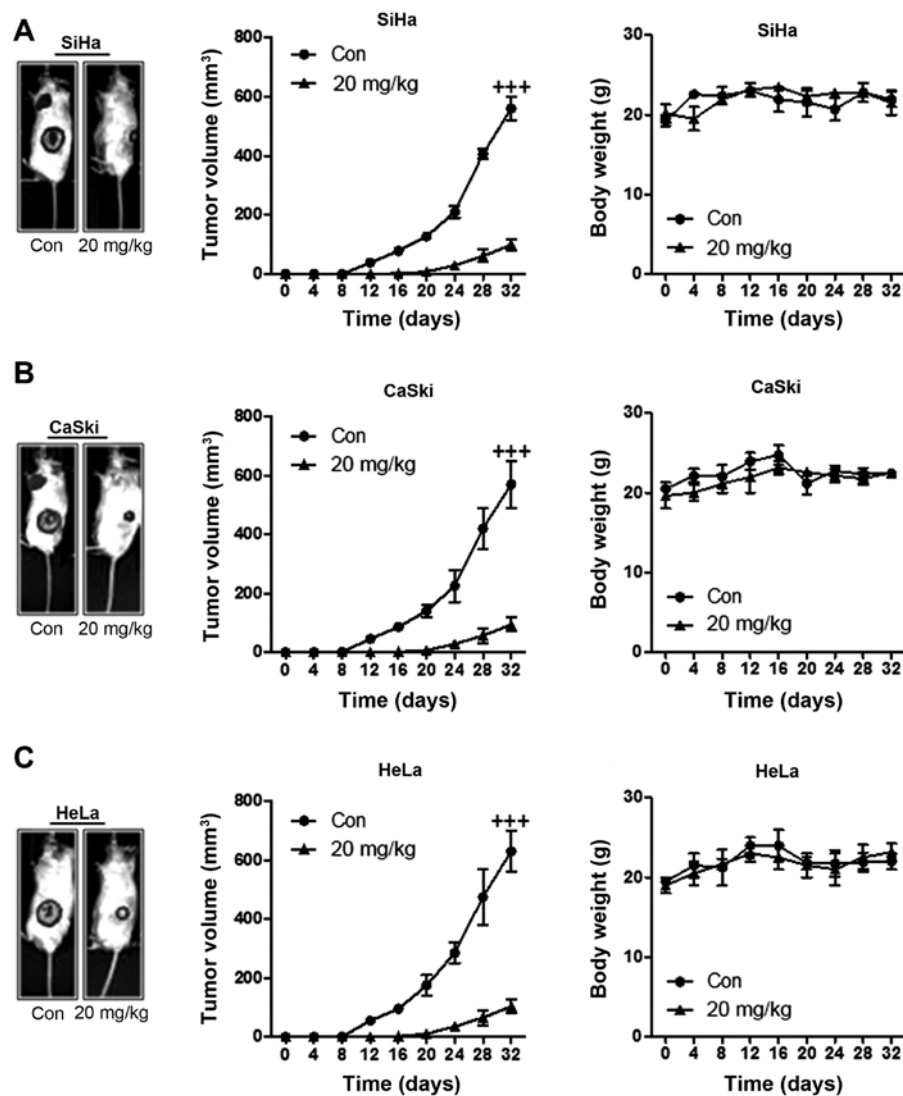 A
SiHa
Con 20 mg/kg
SiHa
Tumor volume (mm³)
800
600
400
200
0
Con
20 mg/kg
+++
0 4 8 12 16 20 24 28 32
Time (days)
SiHa
Body weight (g)
30
20
10
0
Con
20 mg/kg
0 4 8 12 16 20 24 28 32
Time (days)
B
CaSki
Con 20 mg/kg
CaSki
Tumor volume (mm³)
800
600
400
200
0
Con
20 mg/kg
+++
0 4 8 12 16 20 24 28 32
Time (days)
CaSki
Body weight (g)
30
20
10
0
Con
20 mg/kg
0 4 8 12 16 20 24 28 32
Time (days)
C
HeLa
Con 20 mg/kg
HeLa
Tumor volume (mm³)
800
600
400
200
0
Con
20 mg/kg
+++
0 4 8 12 16 20 24 28 32
Time (days)
HeLa
Body weight (g)
30
20
10
0
Con
20 mg/kg
0 4 8 12 16 20 24 28 32
Time (days)